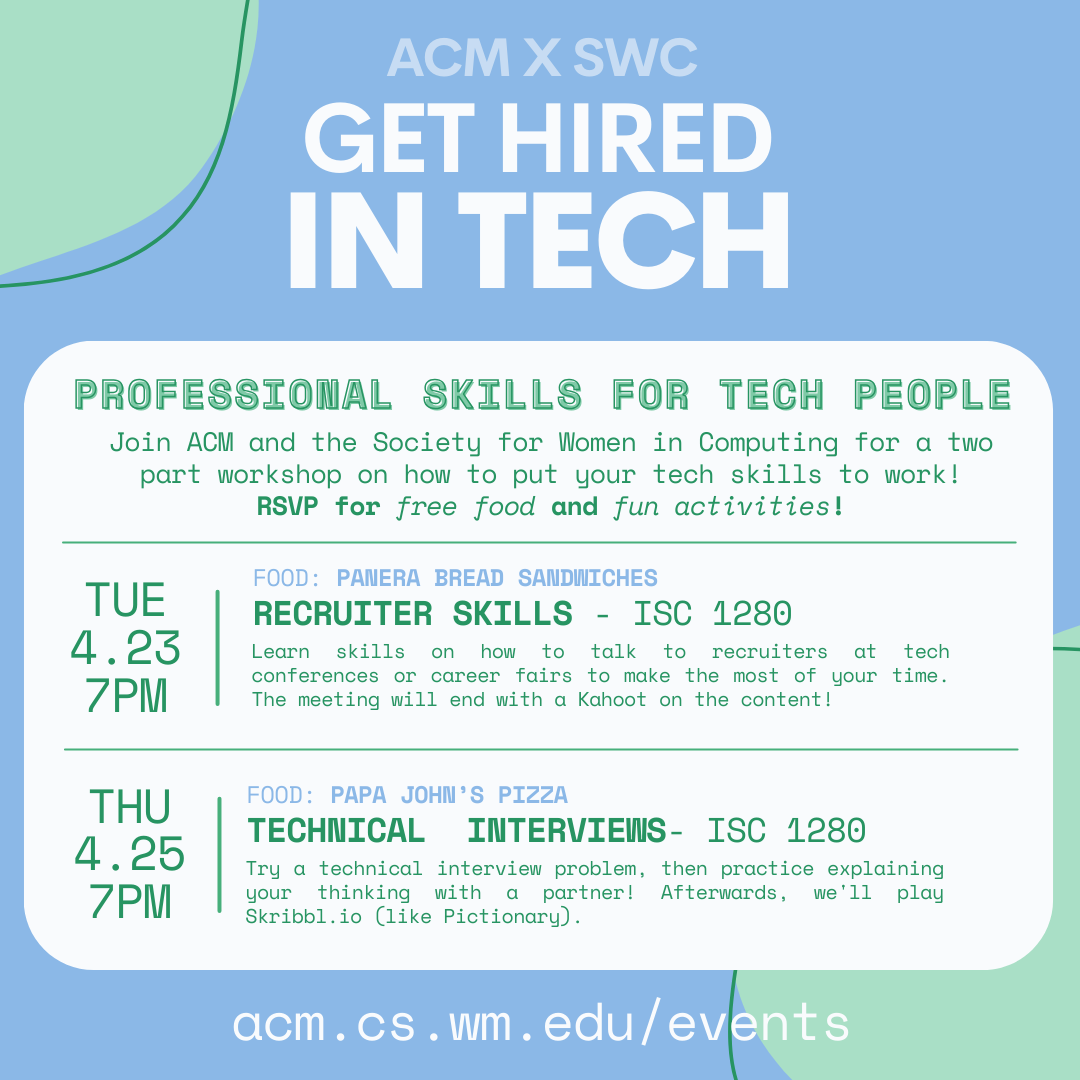 ACM X SWC
GET HIRED
IN TECH
PROFESSIONAL SKILLS FOR TECH PEOPLE
Join ACM and the Society for Women in Computing for a two
part workshop on how to put your tech skills to work!
RSVP for free food and fun activities!
TUE
4.23
7PM
FOOD: PANERA BREAD SANDWICHES
RECRUITER SKILLS - ISC 1280
Learn skills on how to talk to recruiters at tech
conferences or career fairs to make the most of your time.
The meeting will end with a Kahoot on the content!
THU
4.25
7PM
FOOD: PAPA JOHN'S PIZZA
TECHNICAL INTERVIEWS- ISC 1280
Try a technical interview problem, then practice explaining
your thinking with a partner! Afterwards, we'll play
Skribbl.io (like Pictionary).
acm.cs.wm.edu/events